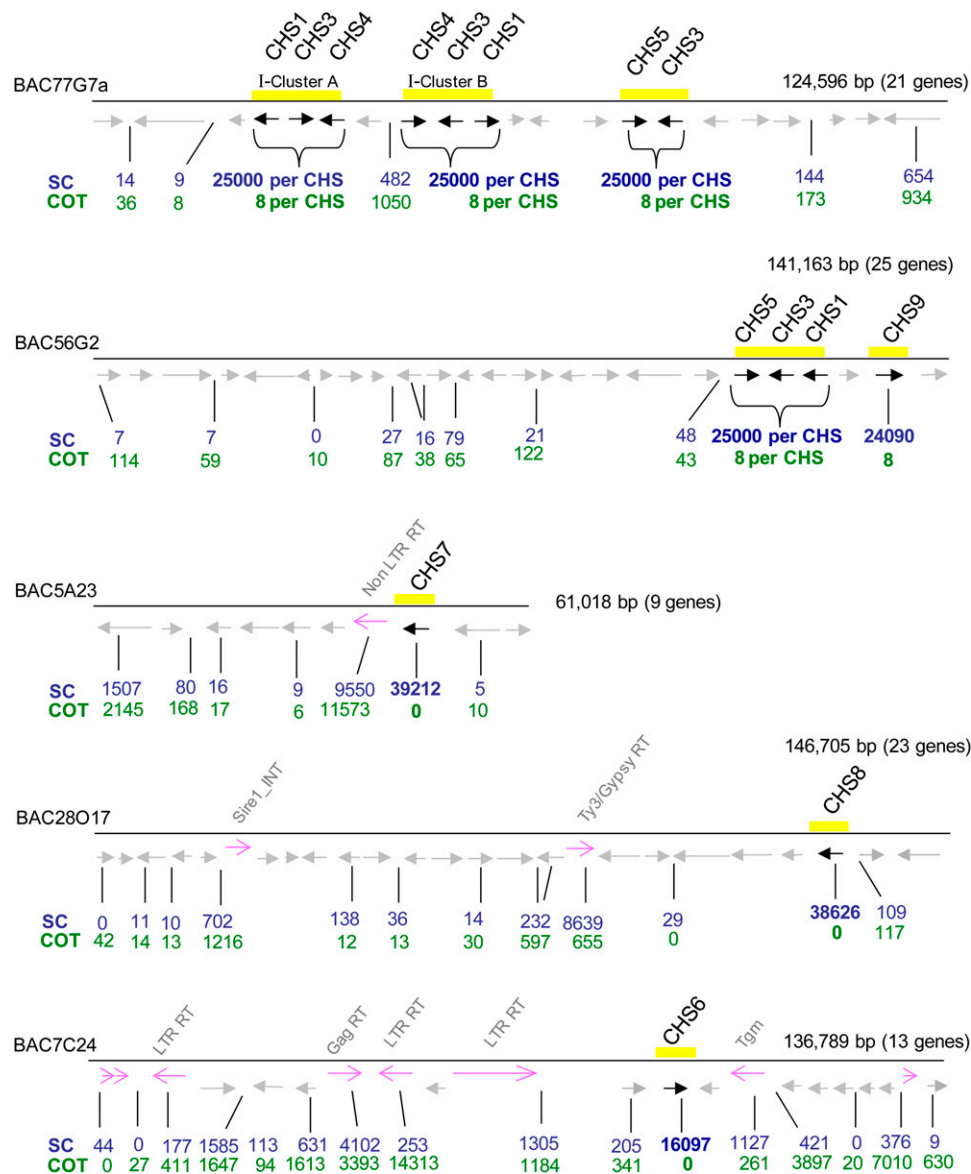 CHS1 CHS3 CHS4 CHS4 CHS3 CHS1 CHS5 CHS3
BAC77G7a I-Cluster A I-Cluster B 124,596 bp (21 genes)
SC 14 9 25000 per CHS 482 25000 per CHS 25000 per CHS 144 654
COT 36 8 8 per CHS 1050 8 per CHS 8 per CHS 173 934
141,163 bp (25 genes)
CHS5 CHS3 CHS1 CHS9
BAC56G2
SC 7 7 0 27 16 79 21 48 25000 per CHS 24090
COT 114 59 10 87 38 65 122 43 8 per CHS 8
Non LTR RT CHS7
BAC5A23 61,018 bp (9 genes)
SC 1507 80 16 9 9550 39212 5
COT 2145 168 17 6 11573 0 10
146,705 bp (23 genes)
Sire1_INT Ty3/Gypsy RT CHS8
BAC28O17
SC 0 11 10 702 138 36 14 232 8639 29 38626 109
COT 42 14 13 1216 12 13 30 597 655 0 0 117
LTR RT Gag RT LTR RT LTR RT CHS6 Tgm
BAC7C24 136,789 bp (13 genes)
SC 44 0 177 1585 113 631 4102 253 1305 205 16097 1127 421 0 376 9
COT 0 27 411 1647 94 1613 3393 14313 1184 341 0 261 3897 20 7010 630